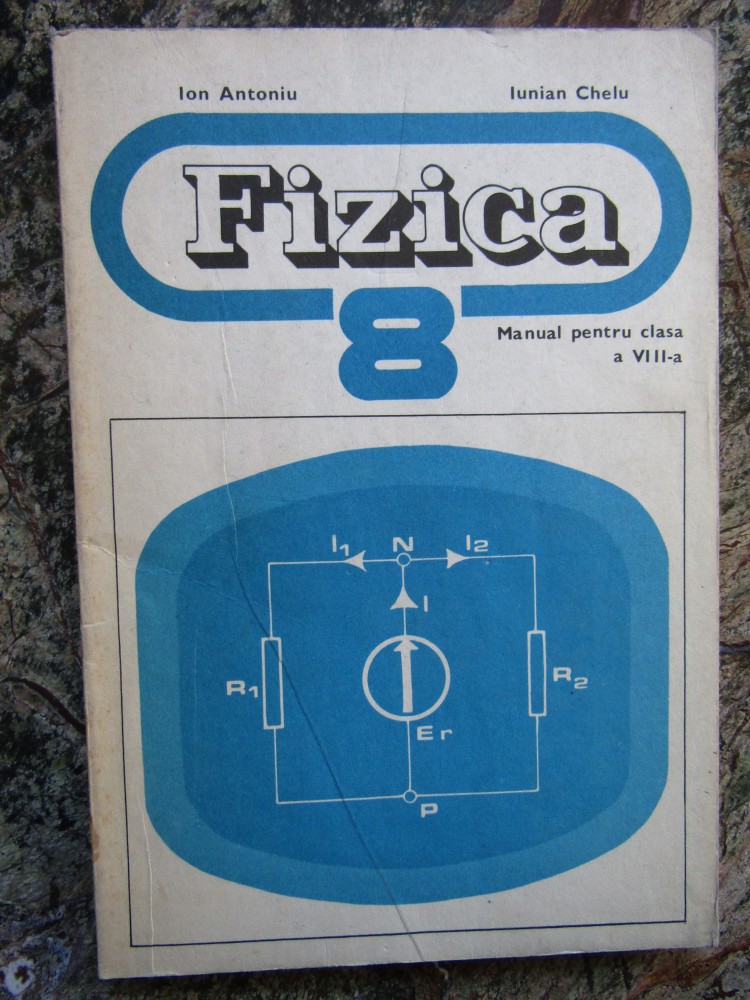 Ion Antoniu Iunian Chelu
Fizica
8
Manual pentru clasa
a VIII-a
I1 N I2
I
R1 R2
Er
P